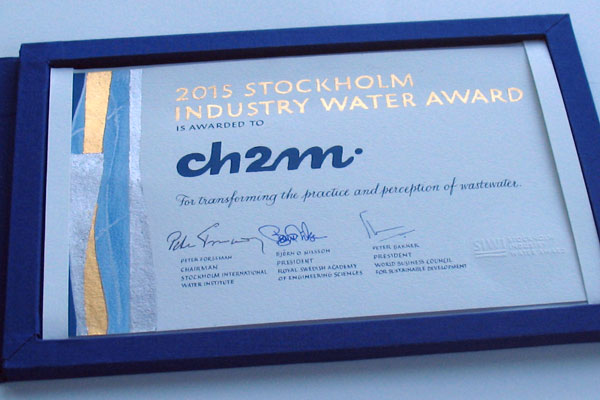 2015 STOCKHOLM
INDUSTRY WATER AWARD
IS AWARDED TO
ch2m.
For transforming the practice and perception of wastewater.
PETER FORSSMAN
CHAIRMAN
STOCKHOLM INTERNATIONAL
WATER INSTITUTE
BJÖRN O NILSSON
PRESIDENT
ROYAL SWEDISH ACADEMY
OF ENGINEERING SCIENCES
PETER BAKKER
PRESIDENT
WORLD BUSINESS COUNCIL
FOR SUSTAINABLE DEVELOPMENT
SIWI